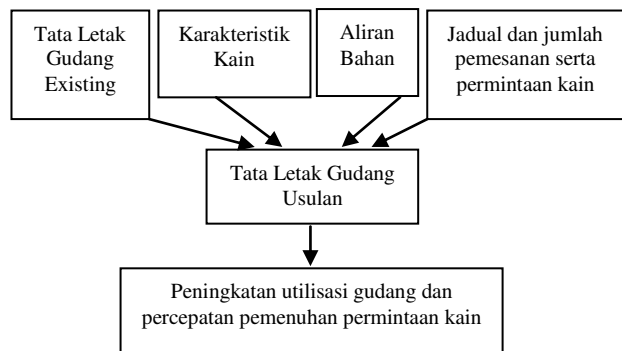 Tata Letak
Gudang
Existing
Karakteristik
Kain
Aliran
Bahan
Jadual dan jumlah
pemesanan serta
permintaan kain
Tata Letak Gudang
Usulan
Peningkatan utilisasi gudang dan
percepatan pemenuhan permintaan kain